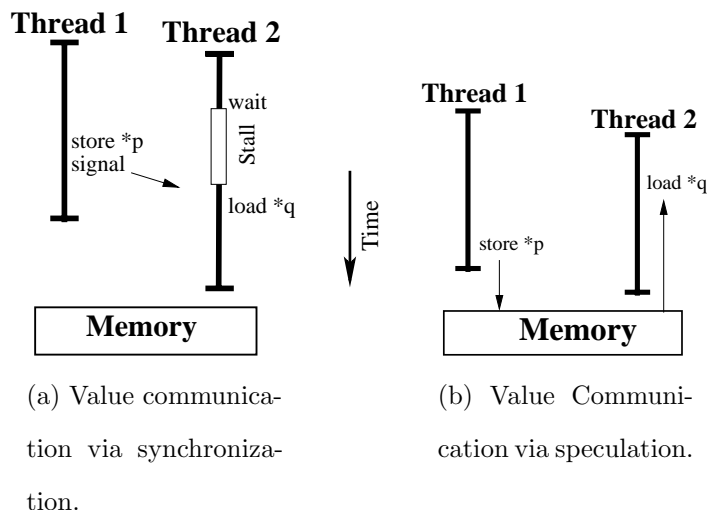 Thread 1
Thread 2
wait
Stall
store *p
signal
load *q
Time
Memory
(a) Value communica-
tion via synchroniza-
tion.
Thread 1
Thread 2
load *q
store *p
Memory
(b) Value Communi-
cation via speculation.